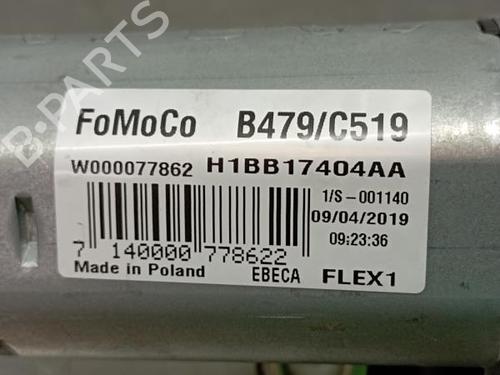 FoMoCo B479/C519
W000077862 H1BB17404AA
1/S-001140
09/04/2019
09:23:36
7 140000 778622
Made in Poland EBECA FLEX1
B-PARTS